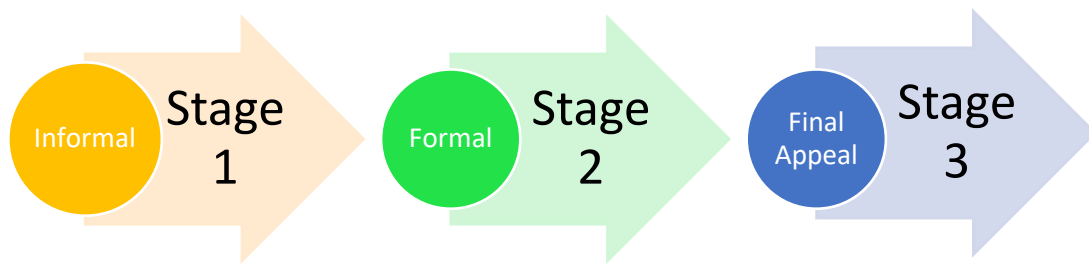 Informal
Stage
1
Formal
Stage
2
Final
Appeal
Stage
3